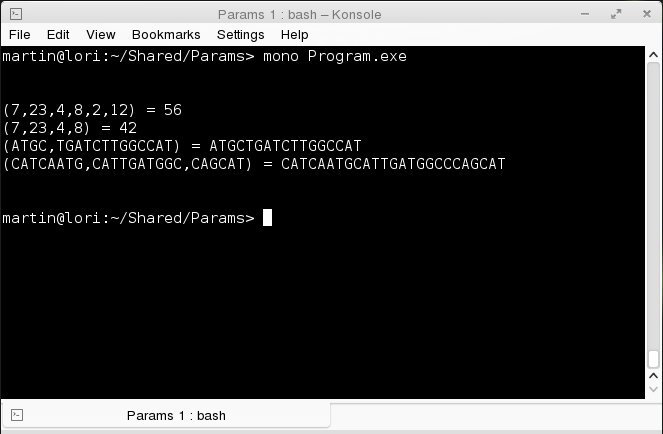 Params 1 : bash – Konsole
File Edit View Bookmarks Settings Help
martin@lori:~/Shared/Params> mono Program.exe
(7,23,4,8,2,12) = 56
(7,23,4,8) = 42
(ATGC,TGATCTTGGCCAT) = ATGCTGATCTTGGCCAT
(CATCAATG,CATTGATGGC,CAGCAT) = CATCAATGCATTGATGGCCCAGCAT
martin@lori:~/Shared/Params>
Params 1 : bash